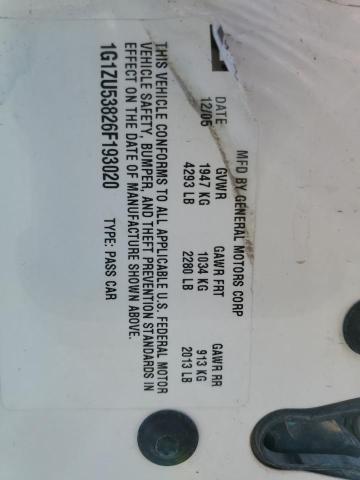 MFD BY GENERAL MOTORS CORP
DATE GVWR GAWR FRT GAWR RR
12/05 1947 KG 1034 KG 913 KG
4293 LB 2280 LB 2013 LB
THIS VEHICLE CONFORMS TO ALL APPLICABLE U.S. FEDERAL MOTOR
VEHICLE SAFETY, BUMPER, AND THEFT PREVENTION STANDARDS IN
EFFECT ON THE DATE OF MANUFACTURE SHOWN ABOVE.
1G1ZU53826F193020 TYPE: PASS CAR